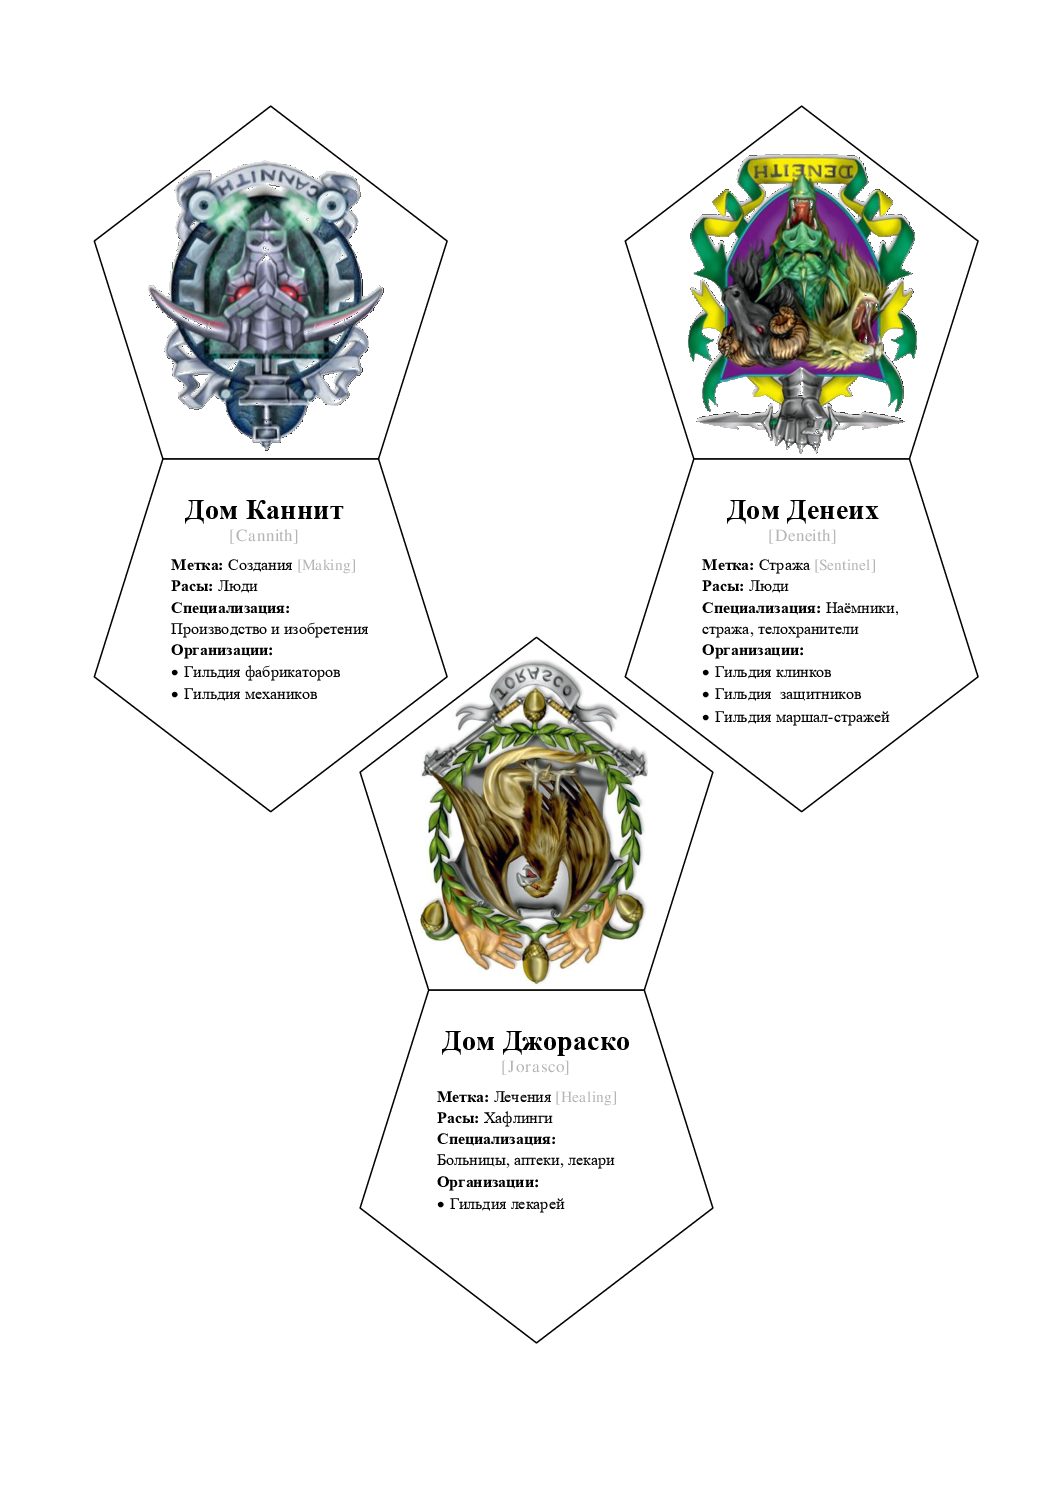 CANNITH
Дом Каннит
[Cannith]
Метка: Создания [Making]
Расы: Люди
Специализация:
Производство и изобретения
Организации:
• Гильдия фабрикаторов
• Гильдия механиков
DENEITH
Дом Денеих
[Deneith]
Метка: Стража [Sentinel]
Расы: Люди
Специализация: Наёмники,
стража, телохранители
Организации:
• Гильдия клинков
• Гильдия защитников
• Гильдия маршал-стражей
JORASCO
Дом Джораско
[Jorasco]
Метка: Лечения [Healing]
Расы: Хафлинги
Специализация:
Больницы, аптеки, лекари
Организации:
• Гильдия лекарей